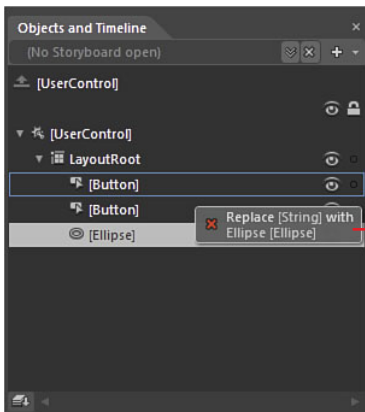 Objects and Timeline
(No Storyboard open)
[UserControl]
[UserControl]
LayoutRoot
[Button]
[Button]
Replace [String] with
Ellipse [Ellipse]
[Ellipse]